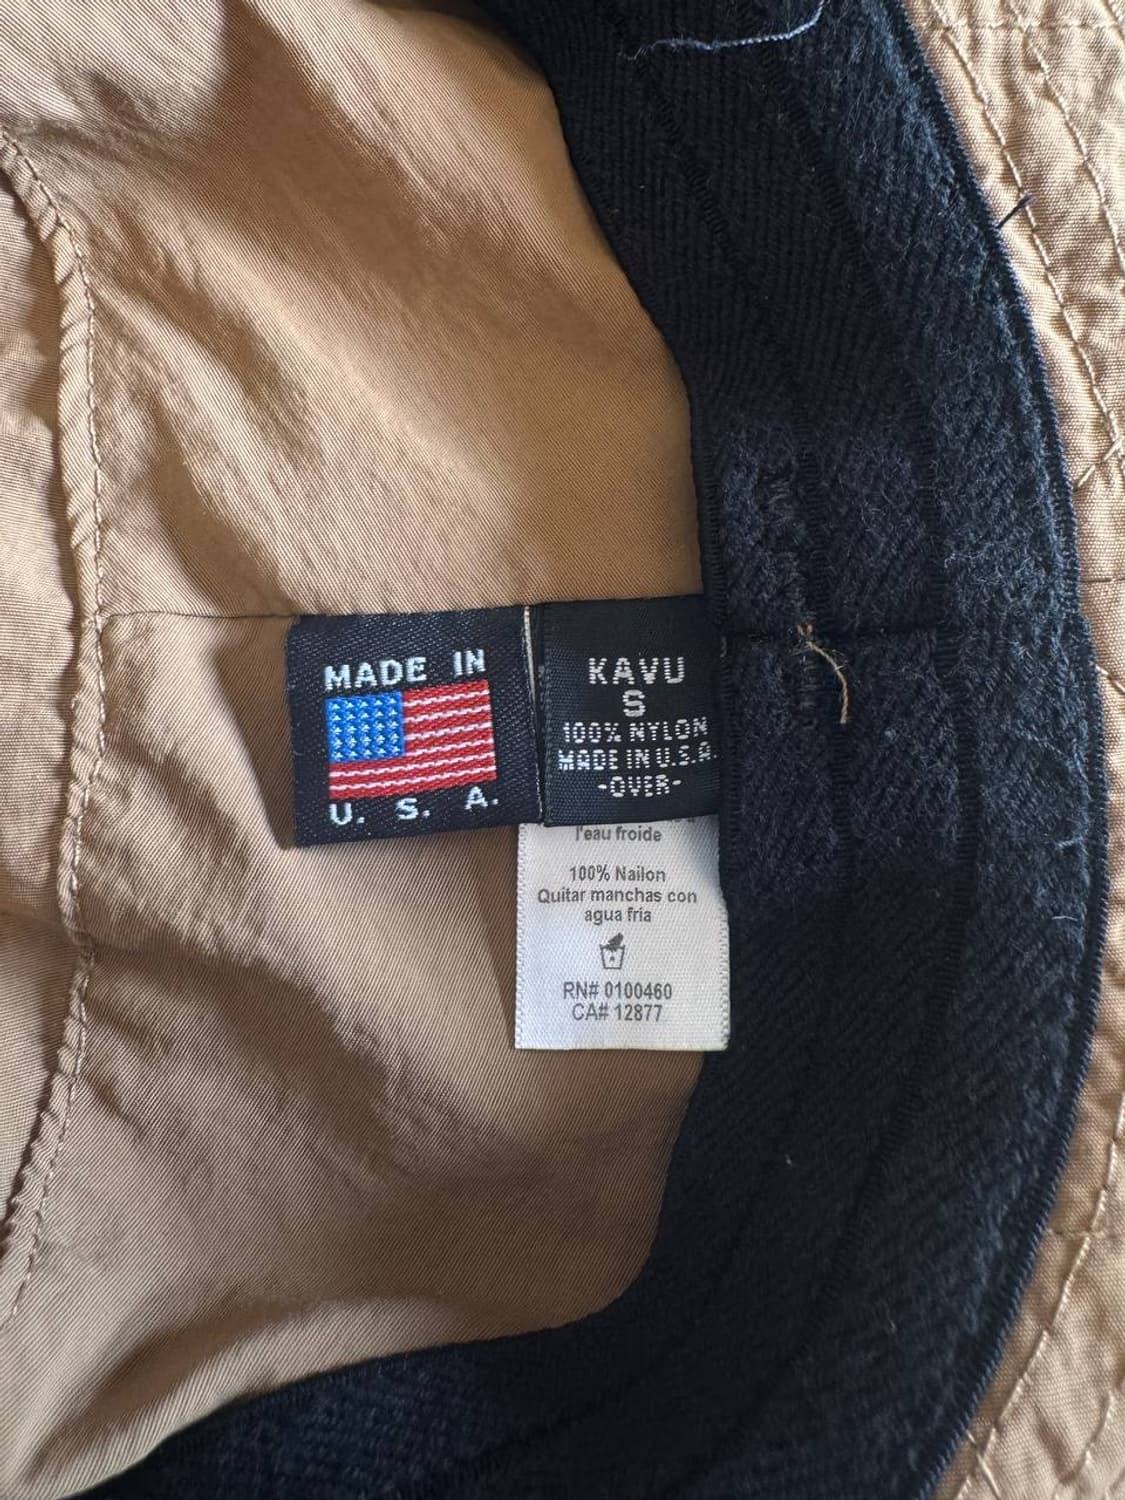 MADE IN
U. S. A.
KAVU
S
100% NYLON
MADE IN U.S.A.
-OVER-
l'eau froide
100% Nailon
Quitar manchas con
agua fria
RN# 0100460
CA# 12877